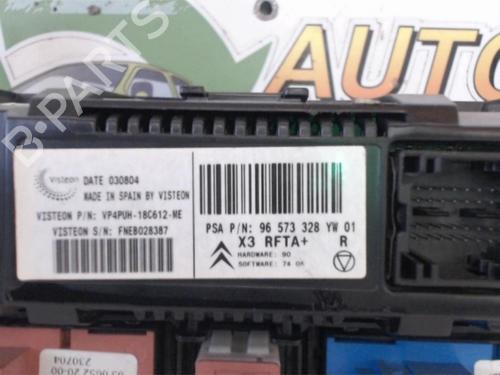 AUTO
B-PARTS
Visteon DATE 030804
MADE IN SPAIN BY VISTEON
VISTEON P/N: VP4PUH-18C612-ME
VISTEON S/N: FNEB028387
PSA P/N: 96 573 328 YW 01
X3 RFTA+ R
HARDWARE: 90
SOFTWARE: 74 06
230704